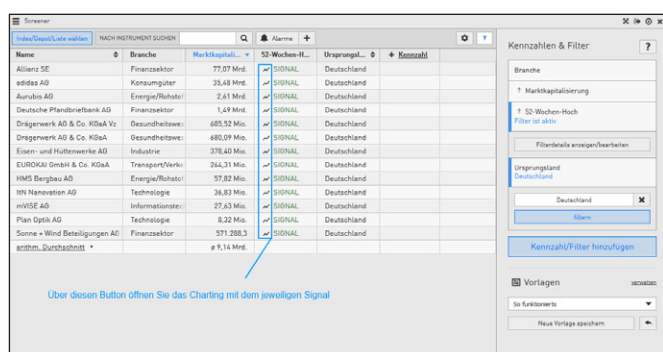 Screener
Index/Depot/Liste wählen NACH INSTRUMENT SUCHEN Alarme +
Name Branche Marktkapitali... 52-Wochen-H... Ursprungsl... + Kennzahl
Allianz SE Finanzsektor 77,07 Mrd. SIGNAL Deutschland
adidas AG Konsumgüter 35,48 Mrd. SIGNAL Deutschland
Aurubis AG Energie/Rohstof 2,61 Mrd. SIGNAL Deutschland
Deutsche Pfandbriefbank AG Finanzsektor 1,49 Mrd. SIGNAL Deutschland
Drägerwerk AG & Co. KGaA Vz Gesundheitswe: 685,52 Mio. SIGNAL Deutschland
Drägerwerk AG & Co. KGaA Gesundheitswe: 680,09 Mio. SIGNAL Deutschland
Eisen- und Hüttenwerke AG Industrie 378,40 Mio. SIGNAL Deutschland
EUROKAI GmbH & Co. KGaA Transport/Verke 264,31 Mio. SIGNAL Deutschland
HMS Bergbau AG Energie/Rohstof 57,82 Mio. SIGNAL Deutschland
ItN Nanovation AG Technologie 36,83 Mio. SIGNAL Deutschland
mVISE AG Informationstec 27,63 Mio. SIGNAL Deutschland
Plan Optik AG Technologie 8,32 Mio. SIGNAL Deutschland
Sonne + Wind Beteiligungen AG Finanzsektor 571.288,3 SIGNAL Deutschland
arithm. Durchschnitt ø 9,14 Mrd.
Über diesen Button öffnen Sie das Charting mit dem jeweiligen Signal
Kennzahlen & Filter ?
Branche
? Marktkapitalisierung
? 52-Wochen-Hoch
Filter ist aktiv
Filterdetails anzeigen/bearbeiten
Ursprungsland
Deutschland
Deutschland
filtern
Kennzahl/Filter hinzufügen
Vorlagen verwalten
So funktionierts
Neue Vorlage speichern